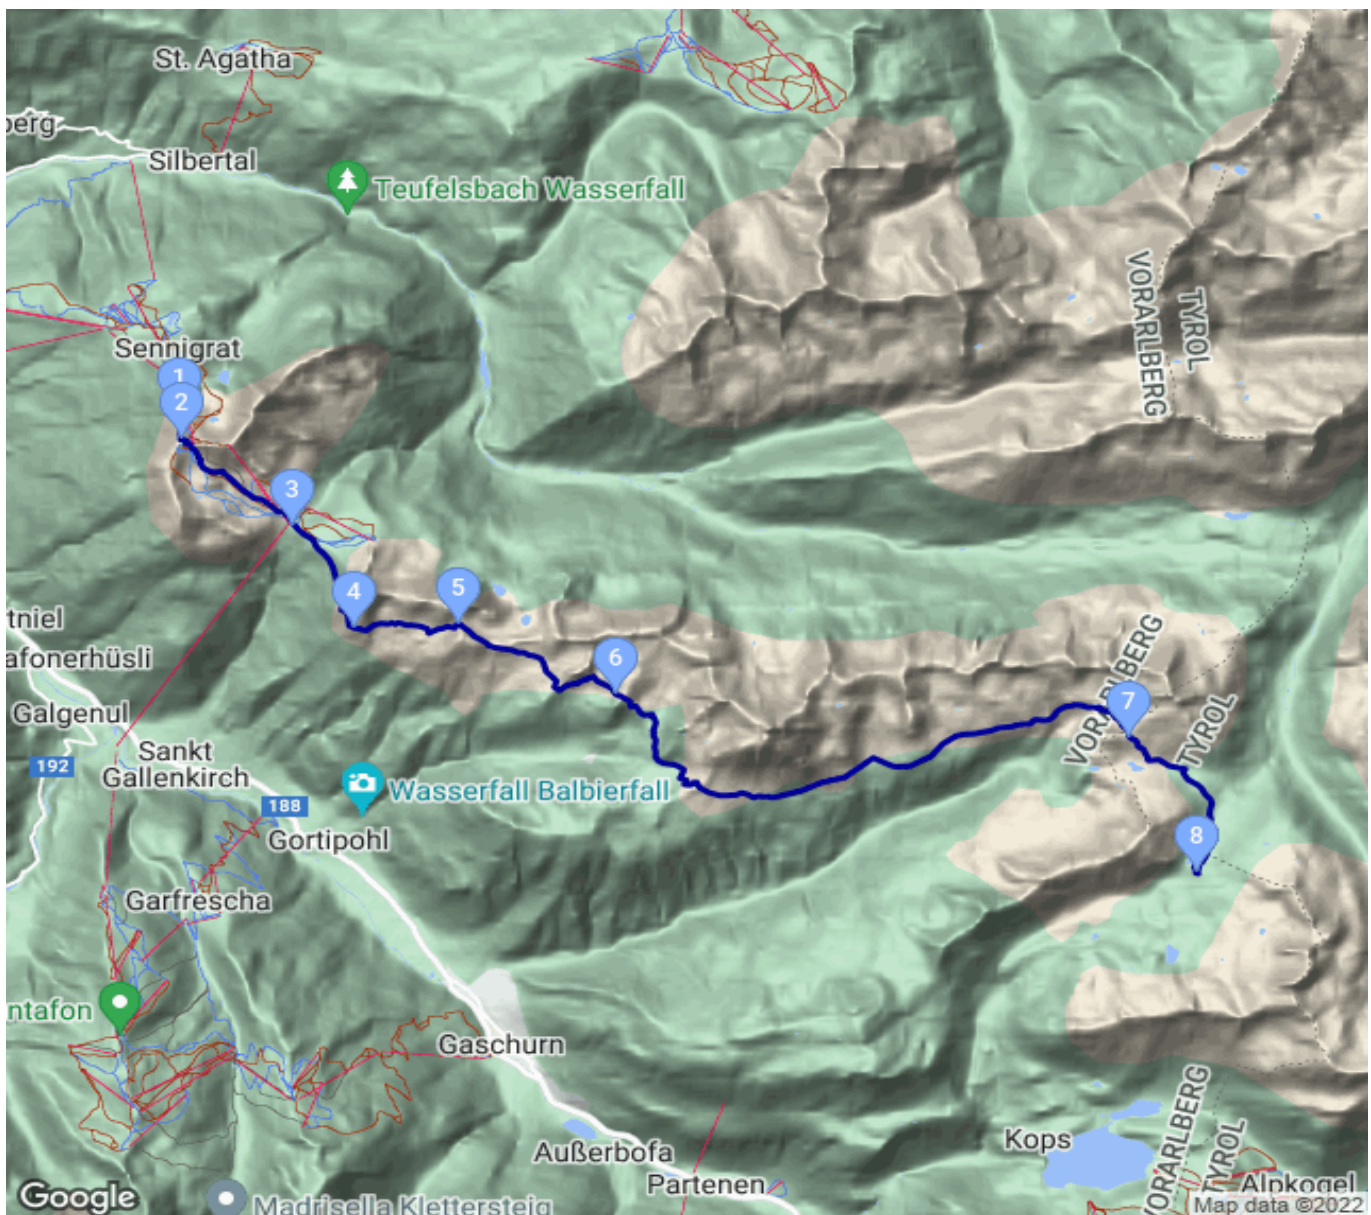 St. Agatha
berg
Silbertal
Teufelsbach Wasserfall
VORARLBERG
TYROL
Sennigrat
1
2
3
4
5
6
7
8
VORARLBERG
TYROL
tniel
afonerhüsli
Galgenul
192
Sankt
Gallenkirch
188
Wasserfall Balbierfall
Gortipohl
Garfrescha
ntafon
Gaschurn
Außerbofa
Partenen
Kops
VORARLBERG
TYROL
Alpkogel
Google
Madrisella Klettersteig
Map data ©2022